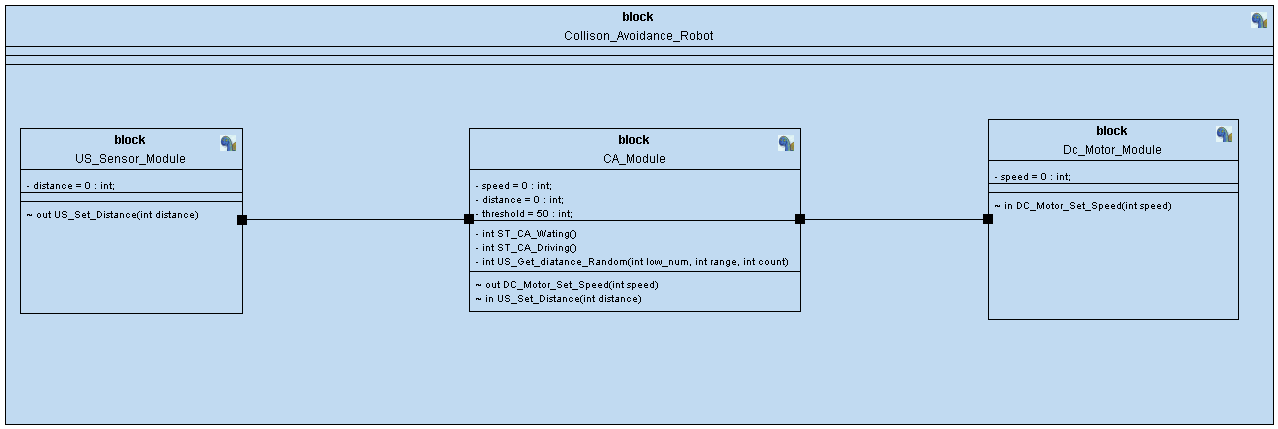 block
Collison_Avoidance_Robot
block
US_Sensor_Module
- distance = 0 : int;
~ out US_Set_Distance(int distance)
block
CA_Module
- speed = 0 : int;
- distance = 0 : int;
- threshold = 50 : int;
- int ST_CA_Wating()
- int ST_CA_Driving()
- int US_Get_diatance_Random(int low_num, int range, int count)
~ out DC_Motor_Set_Speed(int speed)
~ in US_Set_Distance(int distance)
block
Dc_Motor_Module
- speed = 0 : int;
~ in DC_Motor_Set_Speed(int speed)